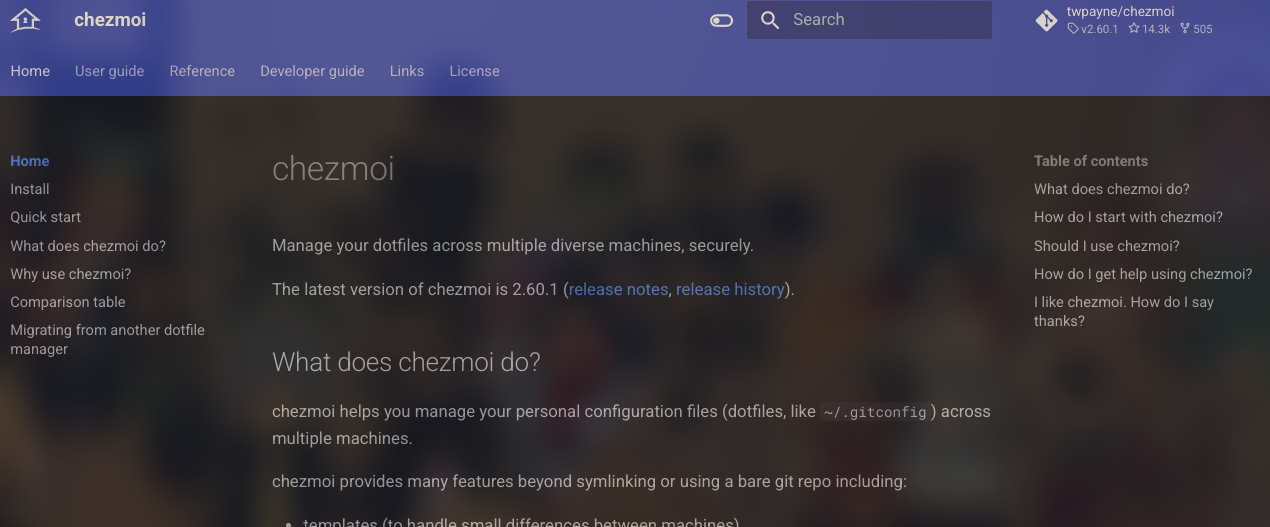 chezmoi
Search
twpayne/chezmoi
v2.60.1 14.3k 505
Home User guide Reference Developer guide Links License
Home
Install
Quick start
What does chezmoi do?
Why use chezmoi?
Comparison table
Migrating from another dotfile
manager
chezmoi
Manage your dotfiles across multiple diverse machines, securely.
The latest version of chezmoi is 2.60.1 (release notes, release history).
What does chezmoi do?
chezmoi helps you manage your personal configuration files (dotfiles, like ~/.gitconfig) across
multiple machines.
chezmoi provides many features beyond symlinking or using a bare git repo including:
• templates (to handle small differences between machines)
Table of contents
What does chezmoi do?
How do I start with chezmoi?
Should I use chezmoi?
How do I get help using chezmoi?
I like chezmoi. How do I say
thanks?